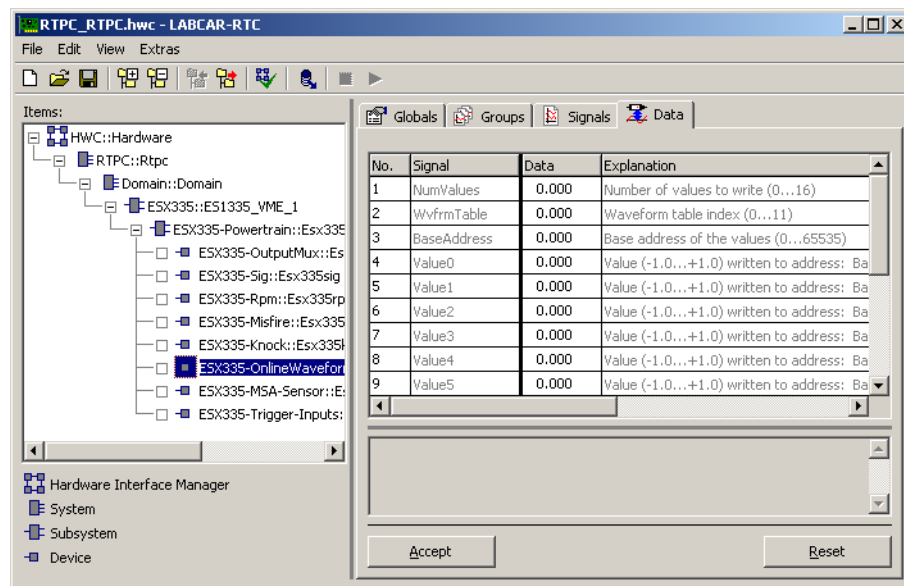 RTPC_RTPC.hwc - LABCAR-RTC
File Edit View Extras
Items:
HWC::Hardware
RTPC::Rtpc
Domain::Domain
ESX335::ES1335_VME_1
ESX335-Powertrain::Esx335
ESX335-OutputMux::Es
ESX335-Sig::Esx335sig
ESX335-Rpm::Esx335rp
ESX335-Misfire::Esx335
ESX335-Knock::Esx335k
ESX335-OnlineWavefor
ESX335-MSA-Sensor::Es
ESX335-Trigger-Inputs:
Hardware Interface Manager
System
Subsystem
Device
Globals Groups Signals Data
No. Signal Data Explanation
1 NumValues 0.000 Number of values to write (0...16)
2 WvfrmTable 0.000 Waveform table index (0...11)
3 BaseAddress 0.000 Base address of the values (0...65535)
4 Value0 0.000 Value (-1.0...+1.0) written to address: Ba
5 Value1 0.000 Value (-1.0...+1.0) written to address: Ba
6 Value2 0.000 Value (-1.0...+1.0) written to address: Ba
7 Value3 0.000 Value (-1.0...+1.0) written to address: Ba
8 Value4 0.000 Value (-1.0...+1.0) written to address: Ba
9 Value5 0.000 Value (-1.0...+1.0) written to address: Ba
Accept Reset